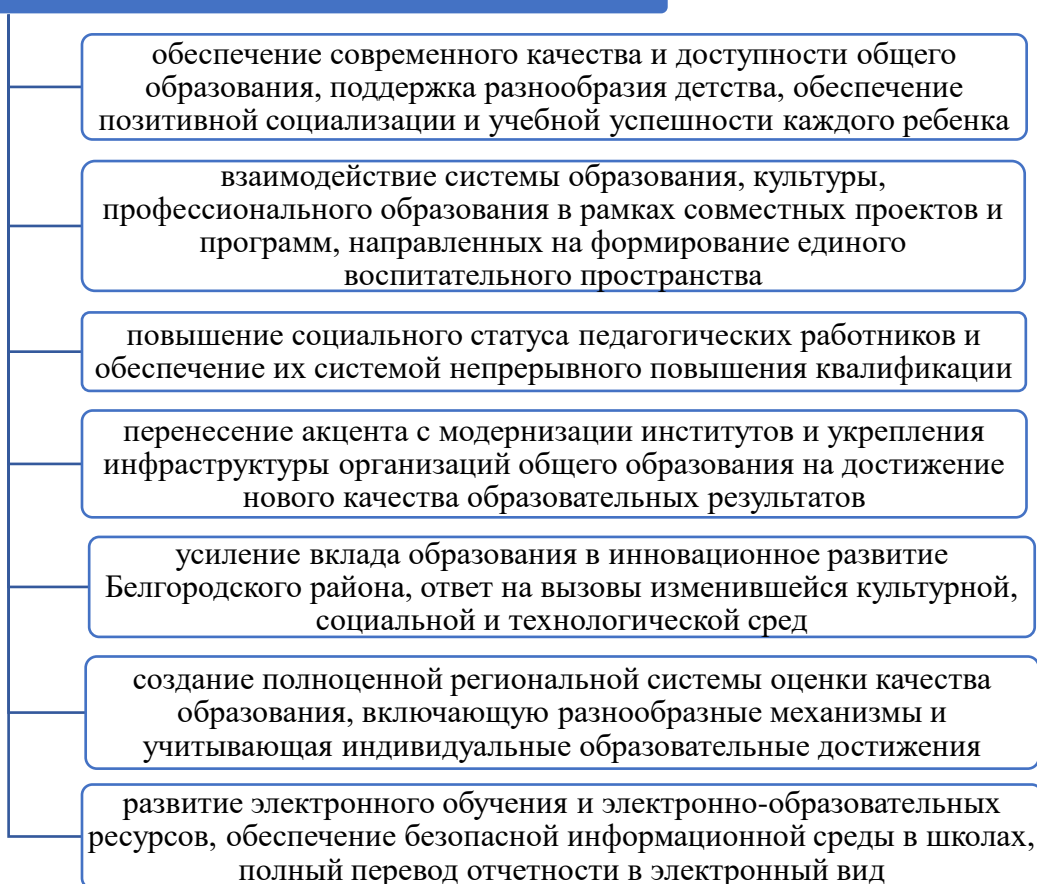 обеспечение современного качества и доступности общего
образования, поддержка разнообразия детства, обеспечение
позитивной социализации и учебной успешности каждого ребенка
взаимодействие системы образования, культуры,
профессионального образования в рамках совместных проектов и
программ, направленных на формирование единого
воспитательного пространства
повышение социального статуса педагогических работников и
обеспечение их системой непрерывного повышения квалификации
перенесение акцента с модернизации институтов и укрепления
инфраструктуры организаций общего образования на достижение
нового качества образовательных результатов
усиление вклада образования в инновационное развитие
Белгородского района, ответ на вызовы изменившейся культурной,
социальной и технологической сред
создание полноценной региональной системы оценки качества
образования, включающую разнообразные механизмы и
учитывающая индивидуальные образовательные достижения
развитие электронного обучения и электронно-образовательных
ресурсов, обеспечение безопасной информационной среды в школах,
полный перевод отчетности в электронный вид